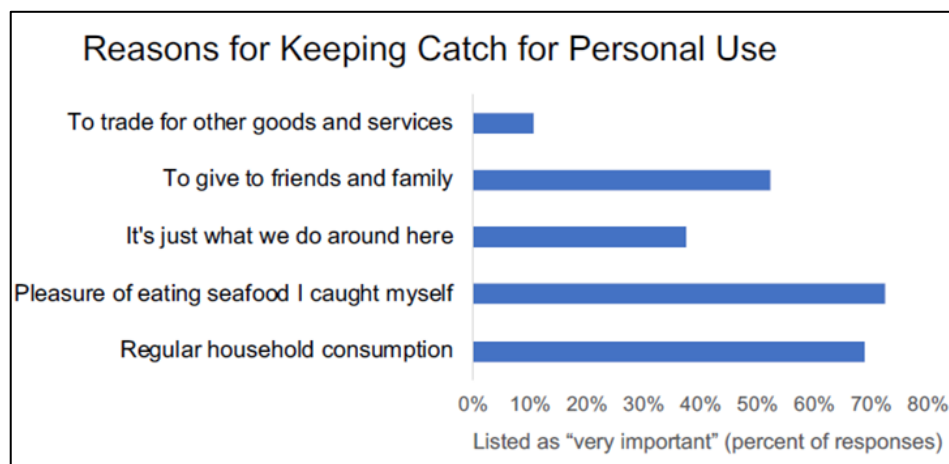 Reasons for Keeping Catch for Personal Use
To trade for other goods and services
To give to friends and family
It's just what we do around here
Pleasure of eating seafood I caught myself
Regular household consumption
0% 10% 20% 30% 40% 50% 60% 70% 80%
Listed as “very important” (percent of responses)